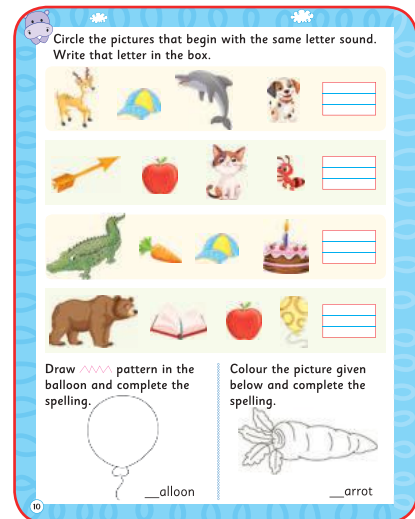 Circle the pictures that begin with the same letter sound.
Write that letter in the box.
Draw pattern in the
balloon and complete the
spelling.
__alloon
Colour the picture given
below and complete the
spelling.
__arrot
10